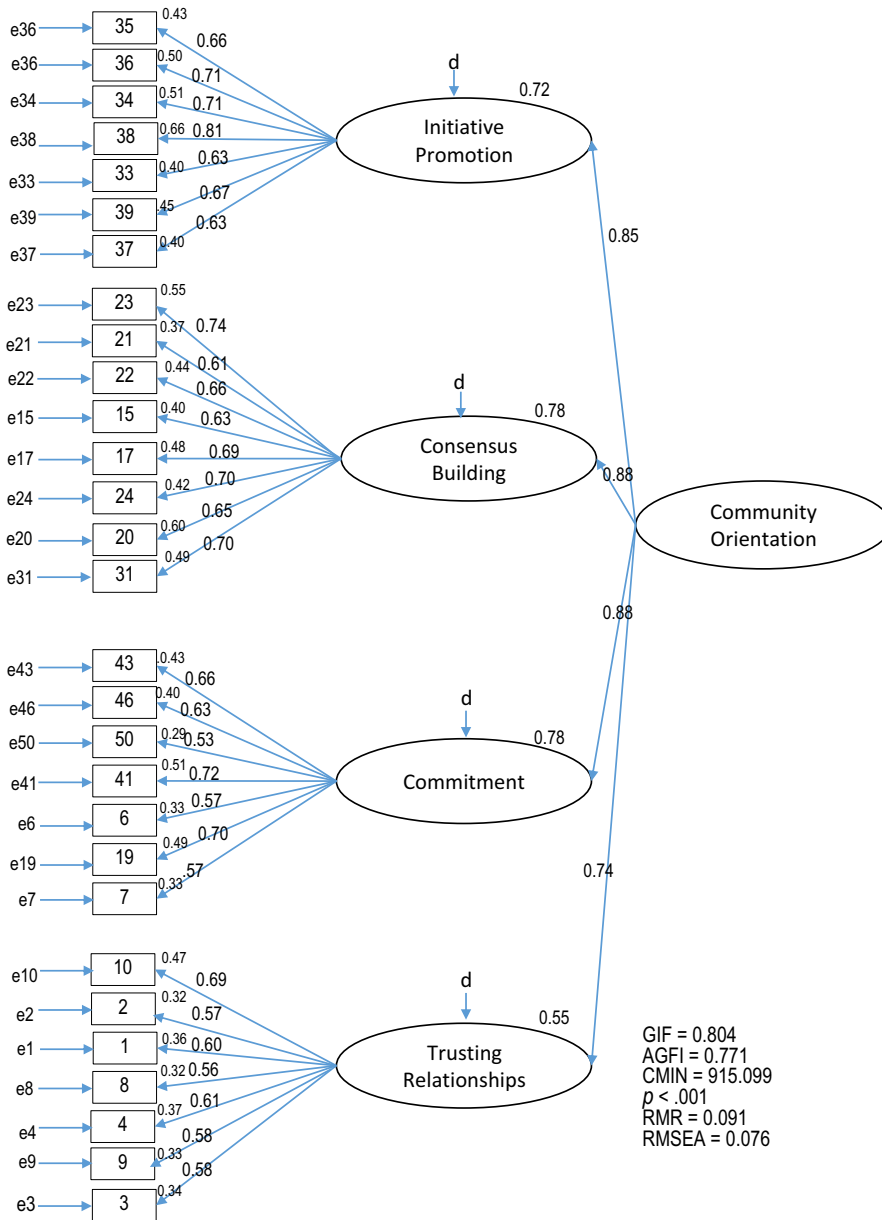 e36 35 0.43 0.66
e36 36 0.50 0.71
e34 34 0.51 0.71
e38 38 0.66 0.81
e33 33 0.40 0.63
e39 39 .45 0.67
e37 37 0.40 0.63
d
0.72
Initiative
Promotion
0.85
e23 23 0.55 0.74
e21 21 0.37 0.61
e22 22 0.44 0.66
e15 15 0.40 0.63
e17 17 0.48 0.69
e24 24 0.42 0.70
e20 20 0.60 0.65
e31 31 0.49 0.70
d
0.78
Consensus
Building
0.88
Community
Orientation
0.88
e43 43 0.43 0.66
e46 46 0.40 0.63
e50 50 0.29 0.53
e41 41 0.51 0.72
e6 6 0.33 0.57
e19 19 0.49 0.70
e7 7 0.33 .57
d
0.78
Commitment
0.74
e10 10 0.47 0.69
e2 2 0.32 0.57
e1 1 0.36 0.60
e8 8 0.32 0.56
e4 4 0.37 0.61
e9 9 0.33 0.58
e3 3 0.34 0.58
d
0.55
Trusting
Relationships
GIF = 0.804
AGFI = 0.771
CMIN = 915.099
p < .001
RMR = 0.091
RMSEA = 0.076